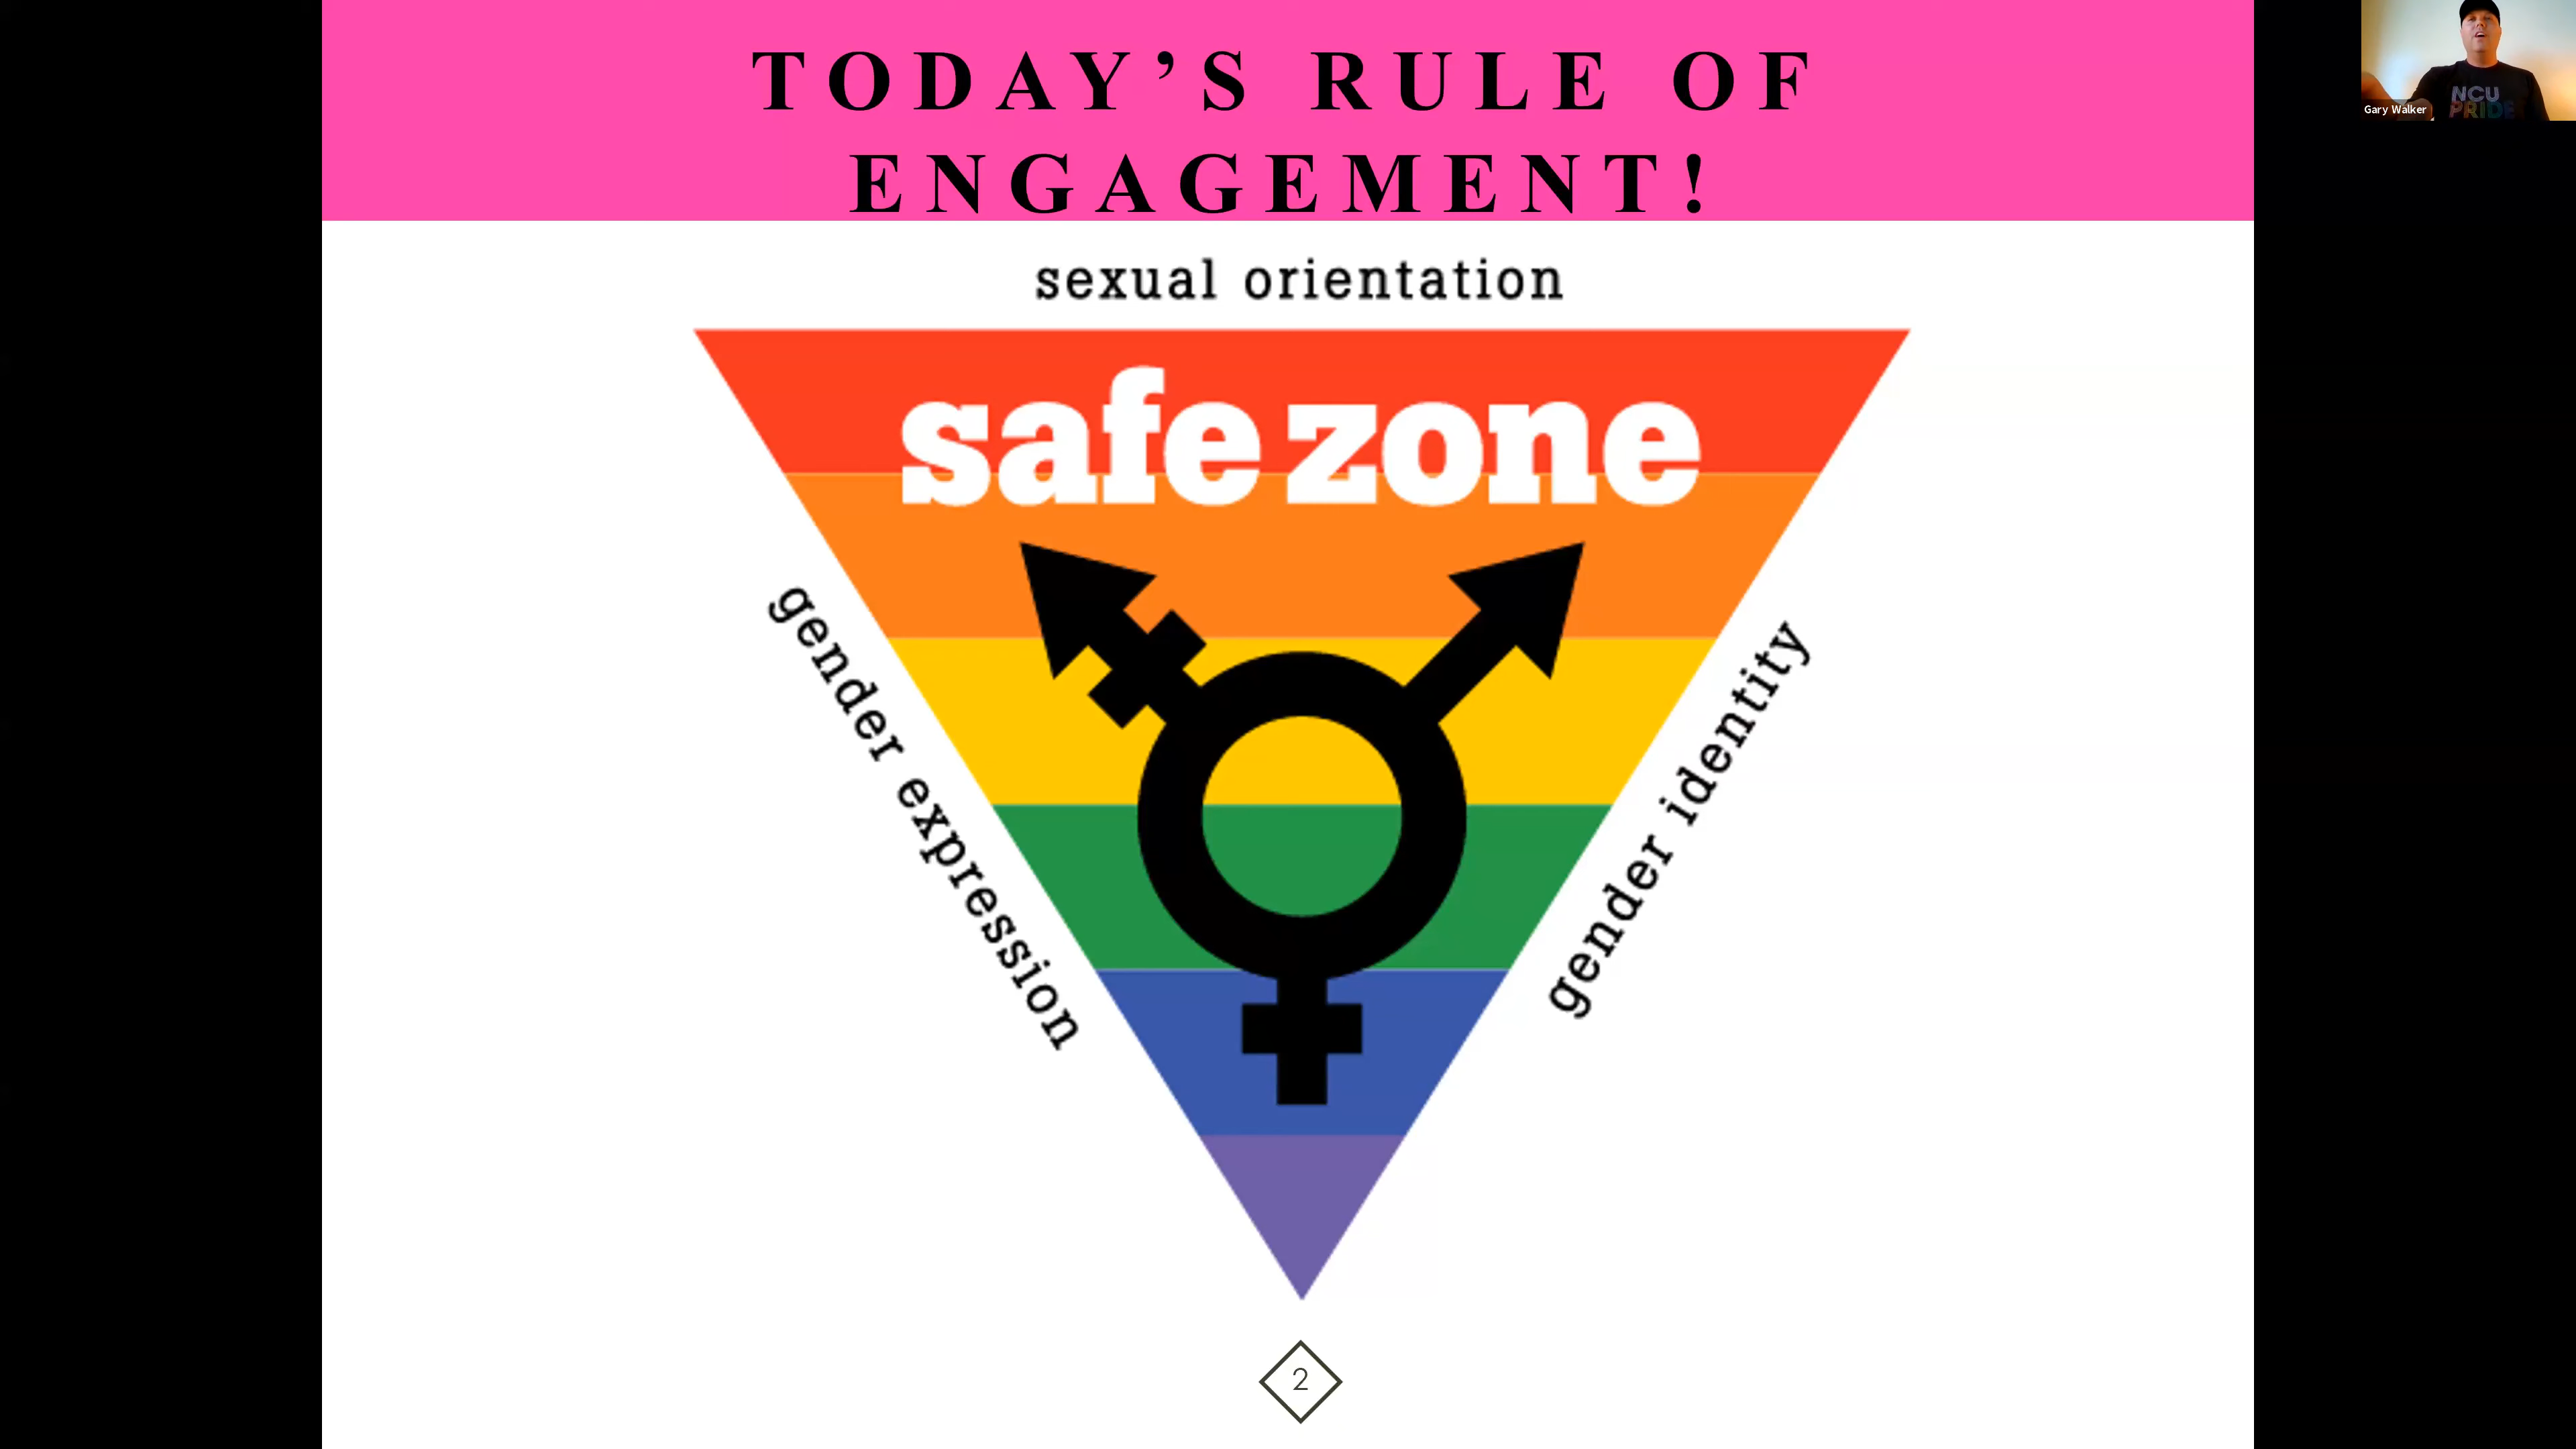 TODAY’S RULE OF
ENGAGEMENT!
Gary Walker
NCU
PRIDE
sexual orientation
safe zone
gender expression
gender identity
2